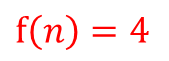 f(n) = 4